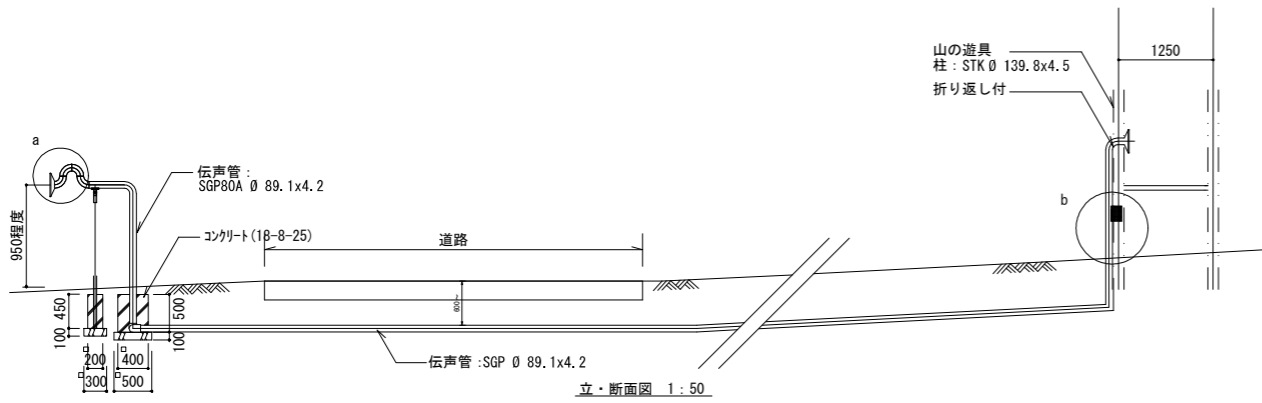 山の遊具
柱：STK Ø 139.8x4.5
折り返し付
1250
a
伝声管：
SGP80A Ø 89.1x4.2
コンクリート(18-8-25)
道路
b
950程度
450
100
500
100
600~
□200
□300
□400
□500
伝声管：SGP Ø 89.1x4.2
立・断面図 1：50